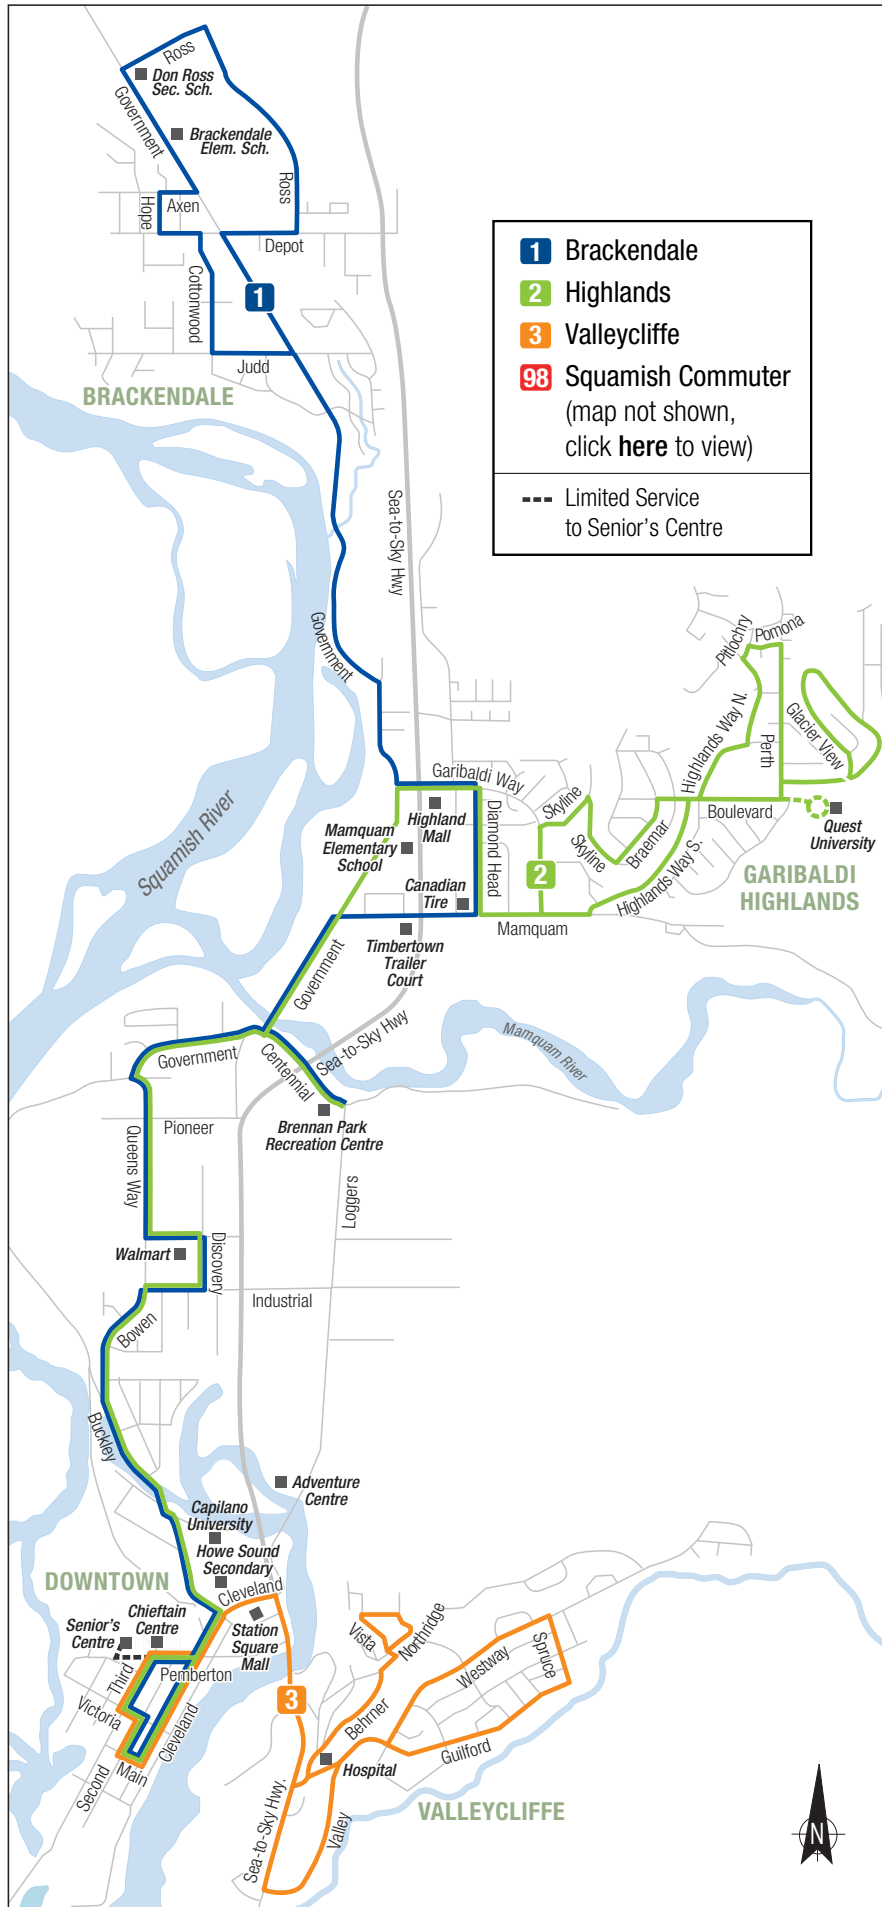 Ross
Don Ross
Sec. Sch.
Government
Brackendale
Elem. Sch.
Ross
Hope
Axen
Depot
Cottonwood
1
Judd
BRACKENDALE
1 Brackendale
2 Highlands
3 Valleycliffe
98 Squamish Commuter
(map not shown,
click here to view)
Limited Service
to Senior's Centre
Sea-to-Sky Hwy
Government
Pitlochry
Pomona
Highlands Way N.
Perth
Glacier View
Garibaldi Way
Squamish River
Highland
Mall
Mamquam
Elementary
School
Diamond Head
Skyline
Skyline
Braemar
Boulevard
Quest
University
Highlands Way S.
GARIBALDI
HIGHLANDS
2
Canadian
Tire
Mamquam
Timbertown
Trailer
Court
Government
Sea-to-Sky Hwy
Mamquam River
Government
Centennial
Pioneer
Brennan Park
Recreation Centre
Queens Way
Loggers
Walmart
Discovery
Industrial
Bowen
Buckley
Adventure
Centre
Capilano
University
Howe Sound
Secondary
DOWNTOWN
Cleveland
Chieftain
Centre
Senior's
Centre
Station
Square
Mall
Vista
Northridge
Westway
Spruce
Third
Pemberton
3
Victoria
Cleveland
Behrner
Guilford
Main
Second
Hospital
Sea-to-Sky Hwy.
Valley
VALLEYCLIFFE
N